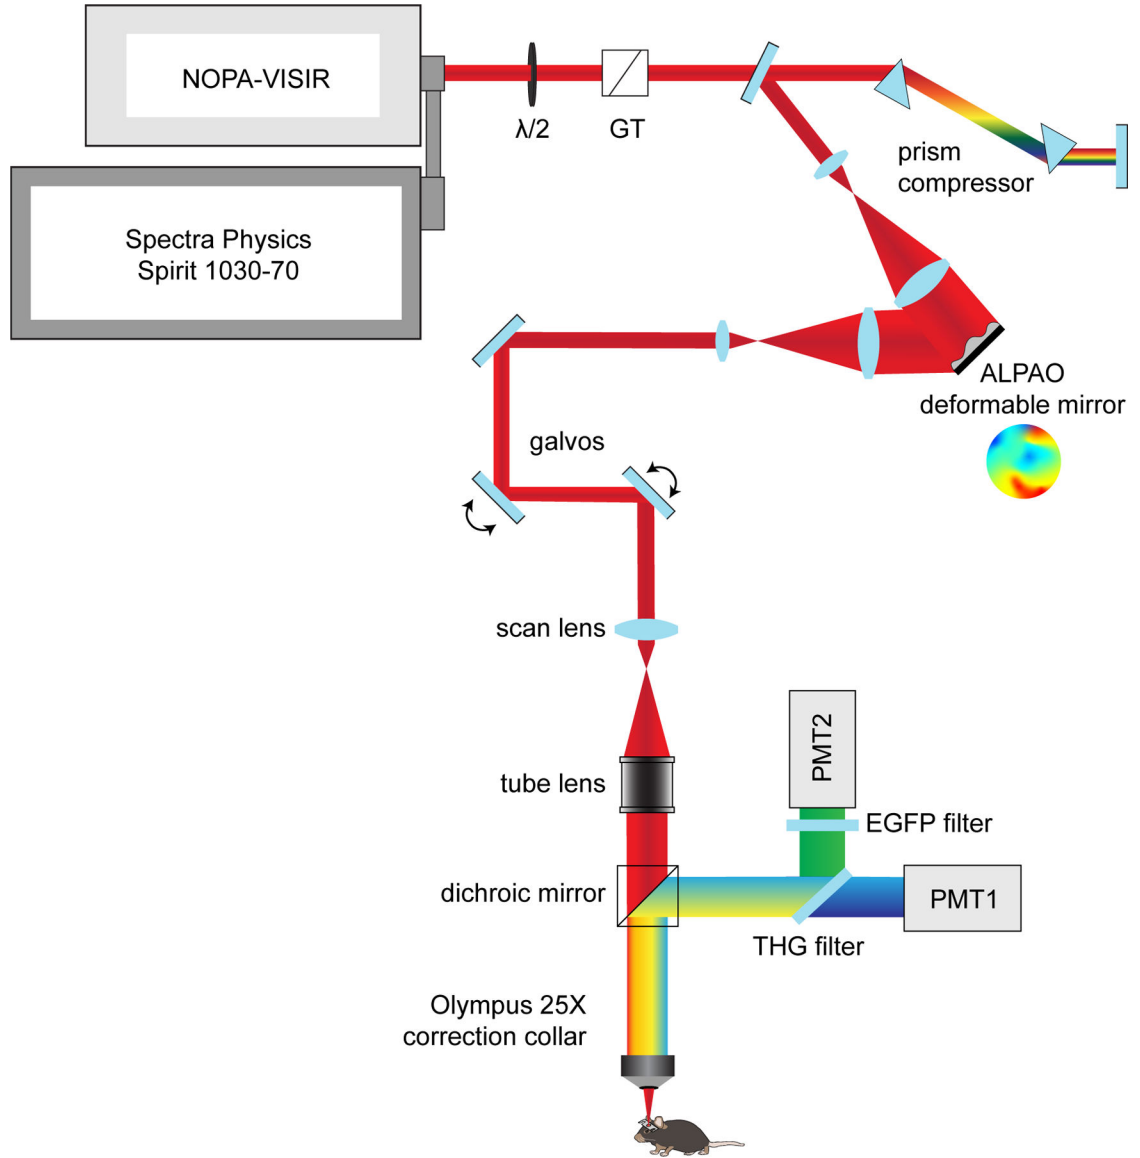 NOPA-VISIR
λ/2
GT
prism
compressor
Spectra Physics
Spirit 1030-70
ALPAO
deformable mirror
galvos
scan lens
PMT2
tube lens
EGFP filter
dichroic mirror
PMT1
THG filter
Olympus 25X
correction collar